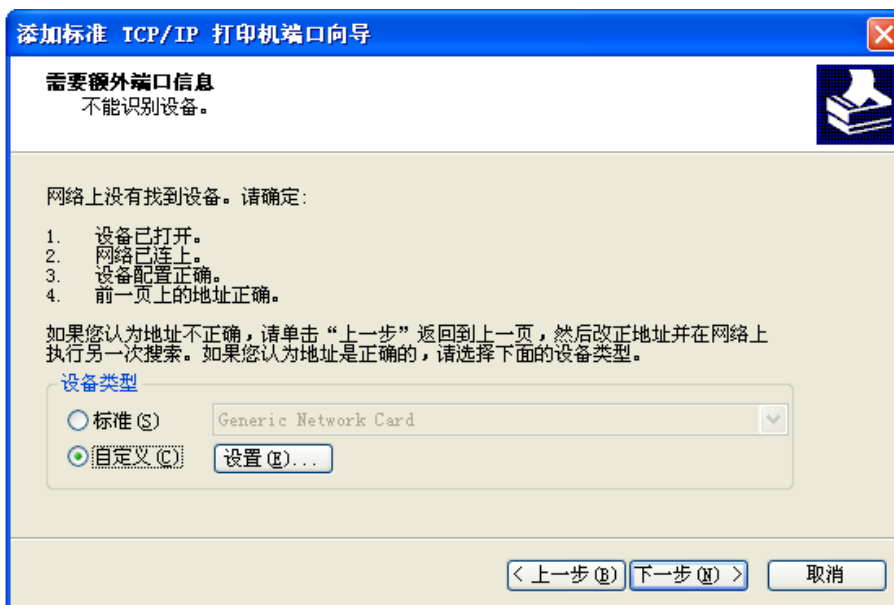 添加标准 TCP/IP 打印机端口向导
需要额外端口信息
不能识别设备。
网络上没有找到设备。请确定:
1. 设备已打开。
2. 网络已连上。
3. 设备配置正确。
4. 前一页上的地址正确。
如果您认为地址不正确，请单击“上一步”返回到上一页，然后改正地址并在网络上
执行另一次搜索。如果您认为地址是正确的，请选择下面的设备类型。
设备类型
标准(S) Generic Network Card
自定义(C) 设置(E)...
< 上一步(B) 下一步(N) > 取消